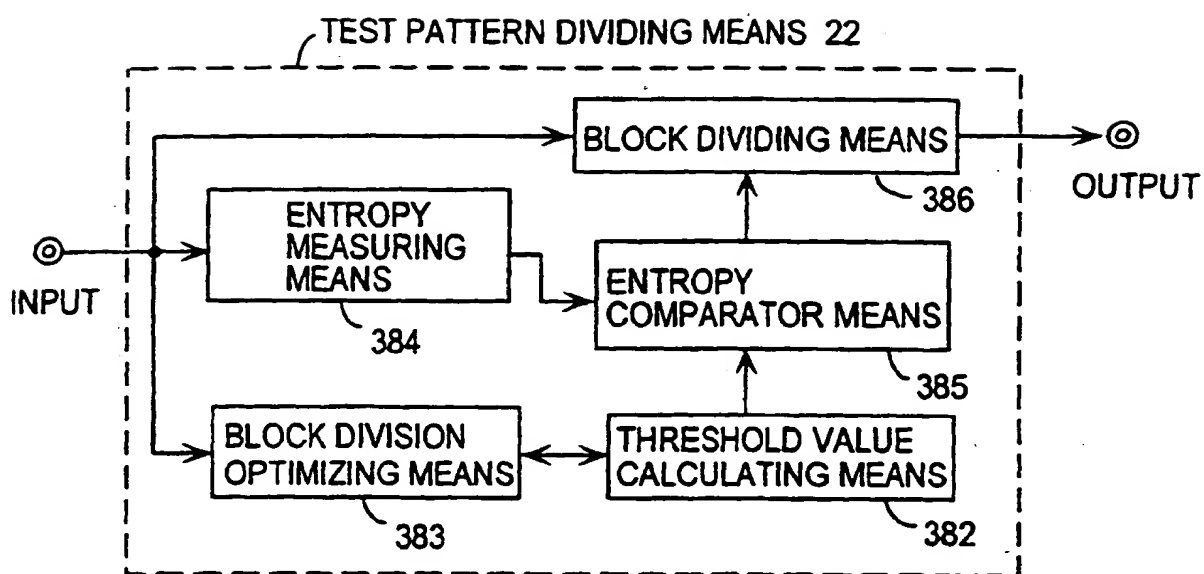 TEST PATTERN DIVIDING MEANS 22
BLOCK DIVIDING MEANS
386
OUTPUT
ENTROPY
MEASURING
MEANS
384
INPUT
ENTROPY
COMPARATOR MEANS
385
BLOCK DIVISION
OPTIMIZING MEANS
383
THRESHOLD VALUE
CALCULATING MEANS
382